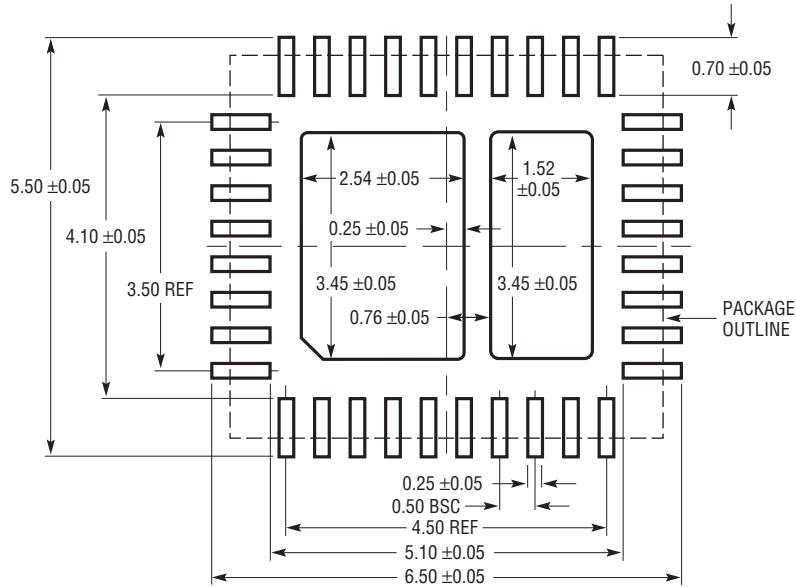 0.70 ±0.05
5.50 ±0.05
4.10 ±0.05
3.50 REF
2.54 ±0.05
1.52
±0.05
0.25 ±0.05
3.45 ±0.05
3.45 ±0.05
0.76 ±0.05
PACKAGE
OUTLINE
0.25 ±0.05
0.50 BSC
4.50 REF
5.10 ±0.05
6.50 ±0.05